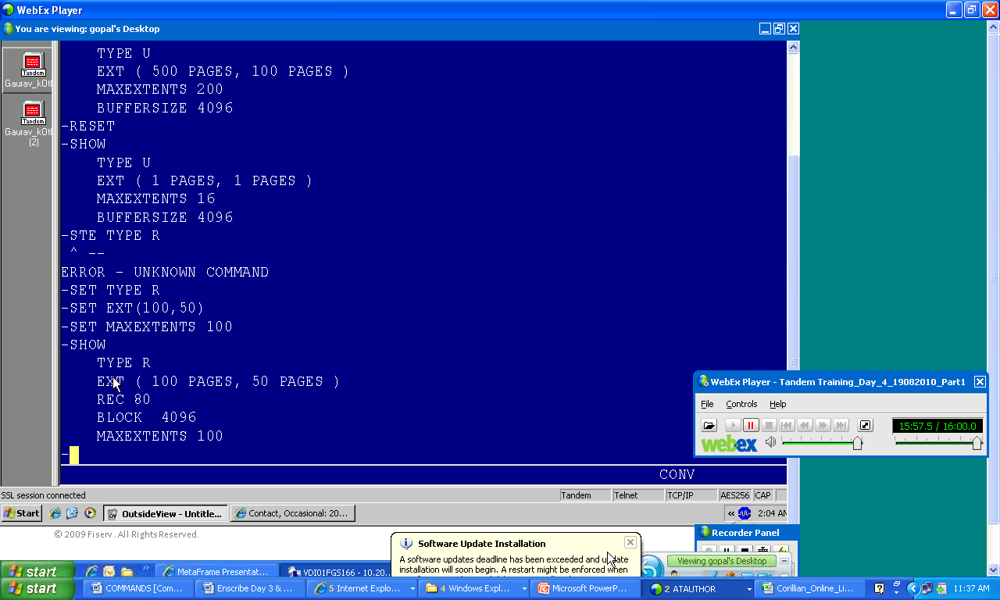 WebEx Player
You are viewing: gopal's Desktop
Tandem
Gaurav_kOtl
Tandem
Gaurav_kOtl
(2)
TYPE U
EXT ( 500 PAGES, 100 PAGES )
MAXEXTENTS 200
BUFFERSIZE 4096
-RESET
-SHOW
TYPE U
EXT ( 1 PAGES, 1 PAGES )
MAXEXTENTS 16
BUFFERSIZE 4096
-STE TYPE R
^ --
ERROR - UNKNOWN COMMAND
-SET TYPE R
-SET EXT(100,50)
-SET MAXEXTENTS 100
-SHOW
TYPE R
EXT ( 100 PAGES, 50 PAGES )
REC 80
BLOCK 4096
MAXEXTENTS 100
-
CONV
WebEx Player - Tandem Training_Day_4_19082010_Part1
File Controls Help
15:57.5 / 16:00.0
webex
SSL session connected Tandem Telnet TCP/IP AES256 CAP
Start OutsideView - Untitle... Contact, Occasional: 20... « 2:04 AM
© 2009 Fiserv . All Rights Reserved.
Recorder Panel
Software Update Installation
A software updates deadline has been exceeded and update
installation will soon begin. A restart might be enforced when
Viewing gopal's Desktop
start » MetaFrame Presentat... VDI01FGS166 - 10.20...
start COMMANDS [Com... Enscribe Day 3 & ... 5 Internet Explo... 4 Windows Expl... Microsoft PowerP... 2 ATAUTHOR Corillian_Online_Li... 11:37 AM